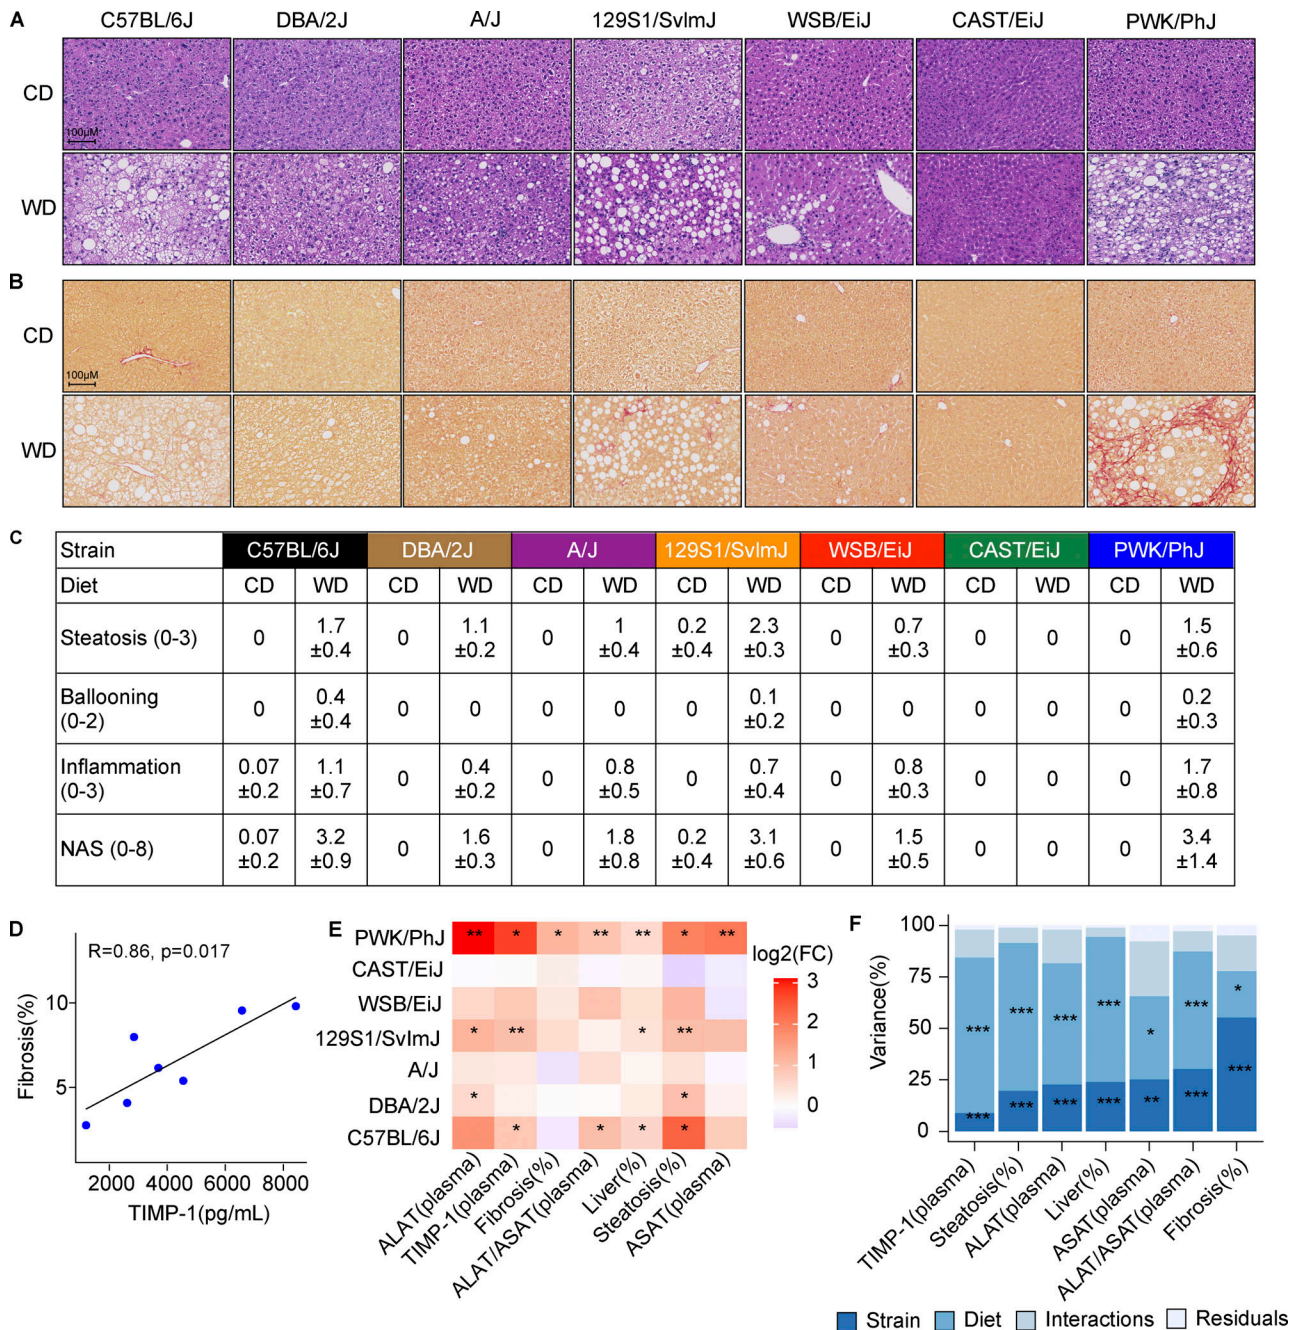 A
C57BL/6J DBA/2J A/J 129S1/SvlmJ WSB/EiJ CAST/EiJ PWK/PhJ
CD
100µM
WD
B
CD
100µM
WD
C
Strain C57BL/6J DBA/2J A/J 129S1/SvlmJ WSB/EiJ CAST/EiJ PWK/PhJ
Diet CD WD CD WD CD WD CD WD CD WD CD WD CD WD
Steatosis (0-3) 0 1.7 ±0.4 0 1.1 ±0.2 0 1 ±0.4 0.2 ±0.4 2.3 ±0.3 0 0.7 ±0.3 0 0 0 1.5 ±0.6
Ballooning (0-2) 0 0.4 ±0.4 0 0 0 0 0 0.1 ±0.2 0 0 0 0 0 0.2 ±0.3
Inflammation (0-3) 0.07 ±0.2 1.1 ±0.7 0 0.4 ±0.2 0 0.8 ±0.5 0 0.7 ±0.4 0 0.8 ±0.3 0 0 0 1.7 ±0.8
NAS (0-8) 0.07 ±0.2 3.2 ±0.9 0 1.6 ±0.3 0 1.8 ±0.8 0.2 ±0.4 3.1 ±0.6 0 1.5 ±0.5 0 0 0 3.4 ±1.4
D
R=0.86, p=0.017
Fibrosis(%)
10
5
2000 4000 6000 8000
TIMP-1(pg/mL)
E
PWK/PhJ ** * * ** ** * **
CAST/EiJ
WSB/EiJ
129S1/SvlmJ * ** * **
A/J
DBA/2J * *
C57BL/6J * * * *
ALAT(plasma)
TIMP-1(plasma)
Fibrosis(%)
ALAT/ASAT(plasma)
Liver(%)
Steatosis(%)
ASAT(plasma)
log2(FC)
3
2
1
0
F
Variance(%)
100
75
50
25
0
*** *** *** *** * *** *
*** *** *** *** ** *** ***
TIMP-1(plasma)
Steatosis(%)
ALAT(plasma)
Liver(%)
ASAT(plasma)
ALAT/ASAT(plasma)
Fibrosis(%)
Strain Diet Interactions Residuals